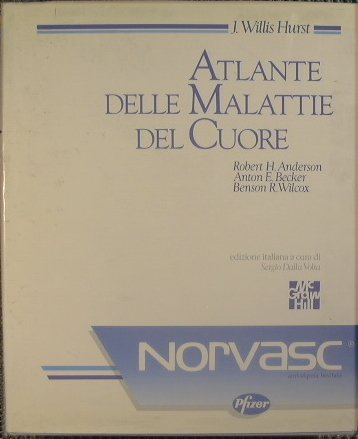 J. Willis Hurst
ATLANTE
DELLE MALATTIE
DEL CUORE
Robert H. Anderson
Anton E. Becker
Benson R. Wilcox
edizione italiana a cura di
Sergio Dalla Volta
Mc
Graw
Hill
NORVASC ®
Pfizer